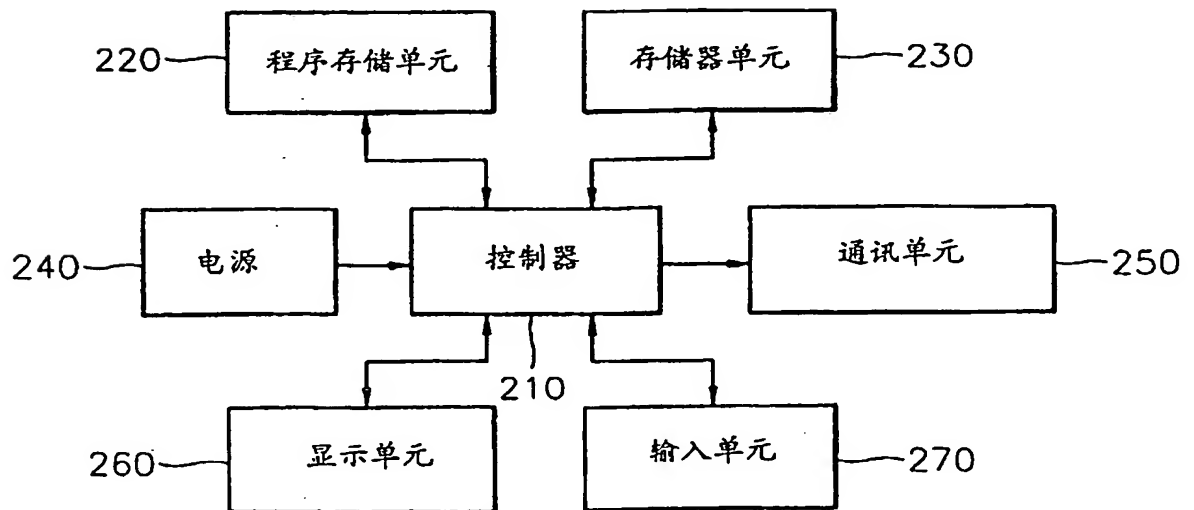 220
程序存储单元
存储器单元
230
240
电源
控制器
通讯单元
250
210
260
显示单元
输入单元
270